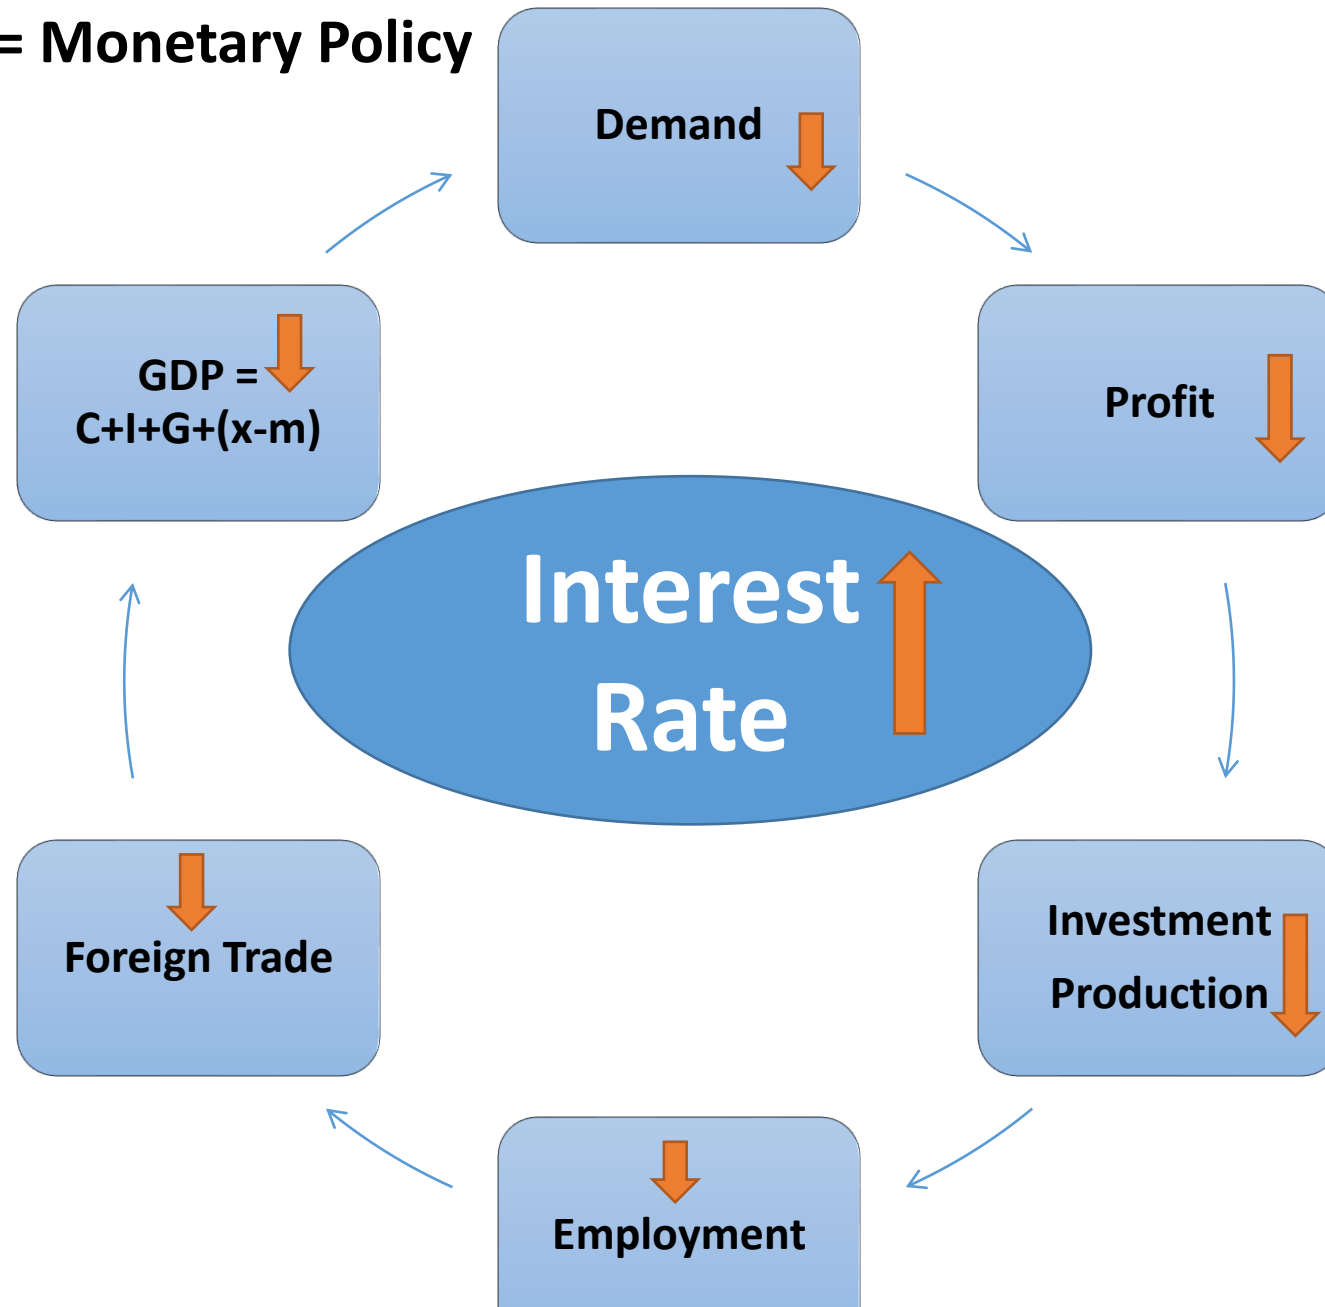 = Monetary Policy
Demand
Profit
Investment
Production
Employment
Foreign Trade
GDP =
C+I+G+(x-m)
Interest
Rate